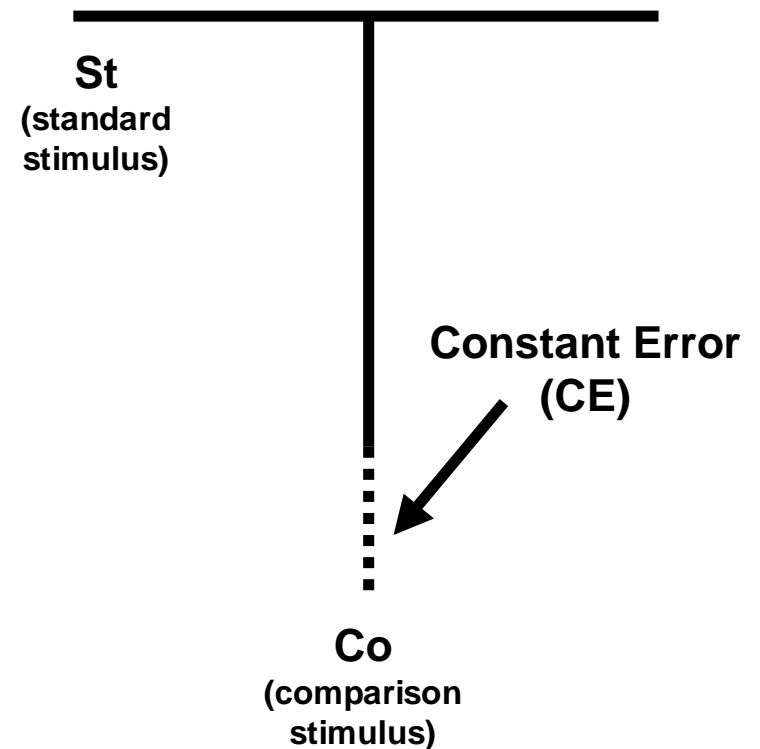 St
(standard
stimulus)
Constant Error
(CE)
Co
(comparison
stimulus)